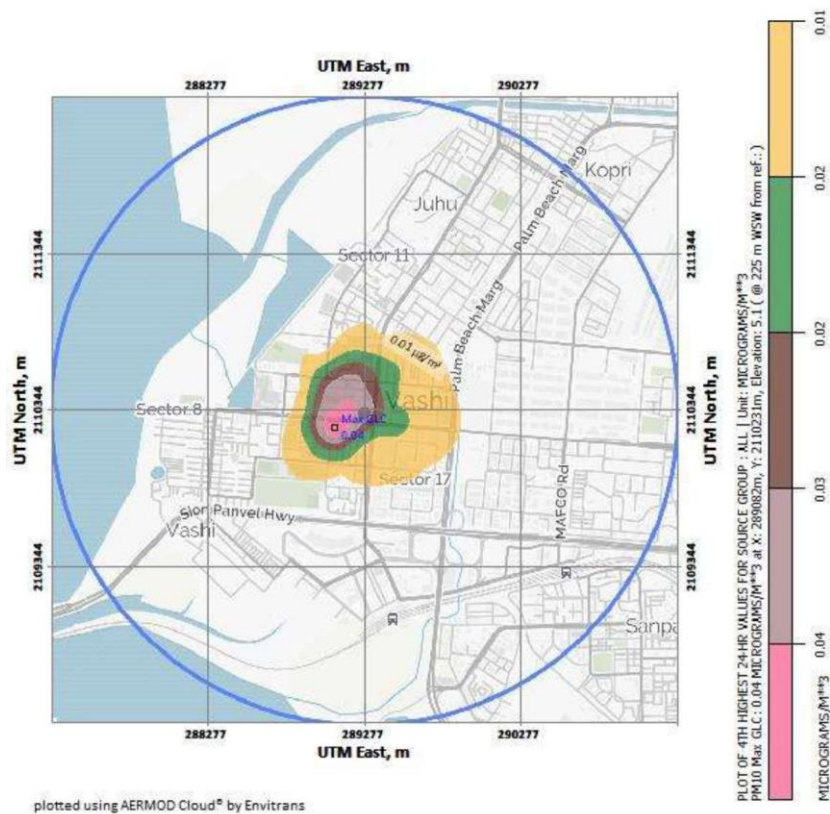 UTM East, m
288277 289277 290277
Kopri
Palm Beach Marg
Juhu
Sector 11
2111344 2111344
Palm Beach Marg
0.01 µg/m³
UTM North, m
UTM North, m
Vashi
2110344 2110344
Sector 8
Max GLC
0.04
Sector 17
MAFCO Rd
Sion Panvel Hwy
Vashi
2109344 2109344
Sanpa
288277 289277 290277
UTM East, m
plotted using AERMOD Cloud® by Envitrans
PLOT OF 4TH HIGHEST 24-HR VALUES FOR SOURCE GROUP : ALL | Unit: MICROGRAMS/M**3
PM10 Max GLC : 0.04 MICROGRAMS/M**3 at X: 289082m, Y: 2110231m, Elevation: 5.1 ( @ 225 m WSW from ref.: )
0.01
0.02
0.02
0.03
0.04
MICROGRAMS/M**3